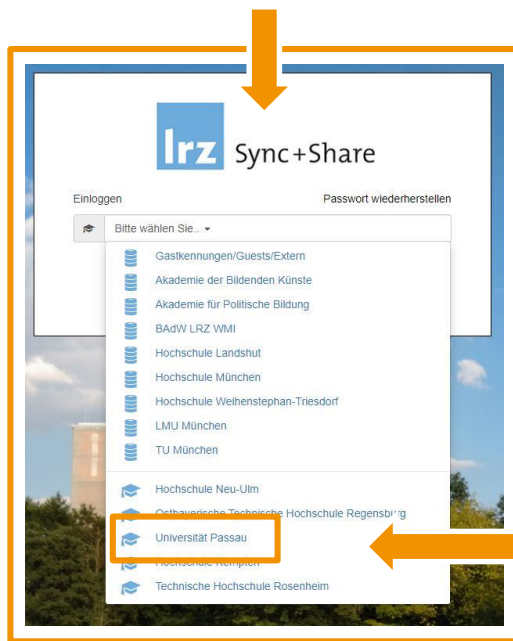 lrz Sync+Share
Einloggen Passwort wiederherstellen
Bitte wählen Sie..
Gastkennungen/Guests/Extern
Akademie der Bildenden Künste
Akademie für Politische Bildung
BAdW LRZ WMI
Hochschule Landshut
Hochschule München
Hochschule Weihenstephan-Triesdorf
LMU München
TU München
Hochschule Neu-Ulm
Ostbayerische Technische Hochschule Regensburg
Universität Passau
Hochschule Kempten
Technische Hochschule Rosenheim